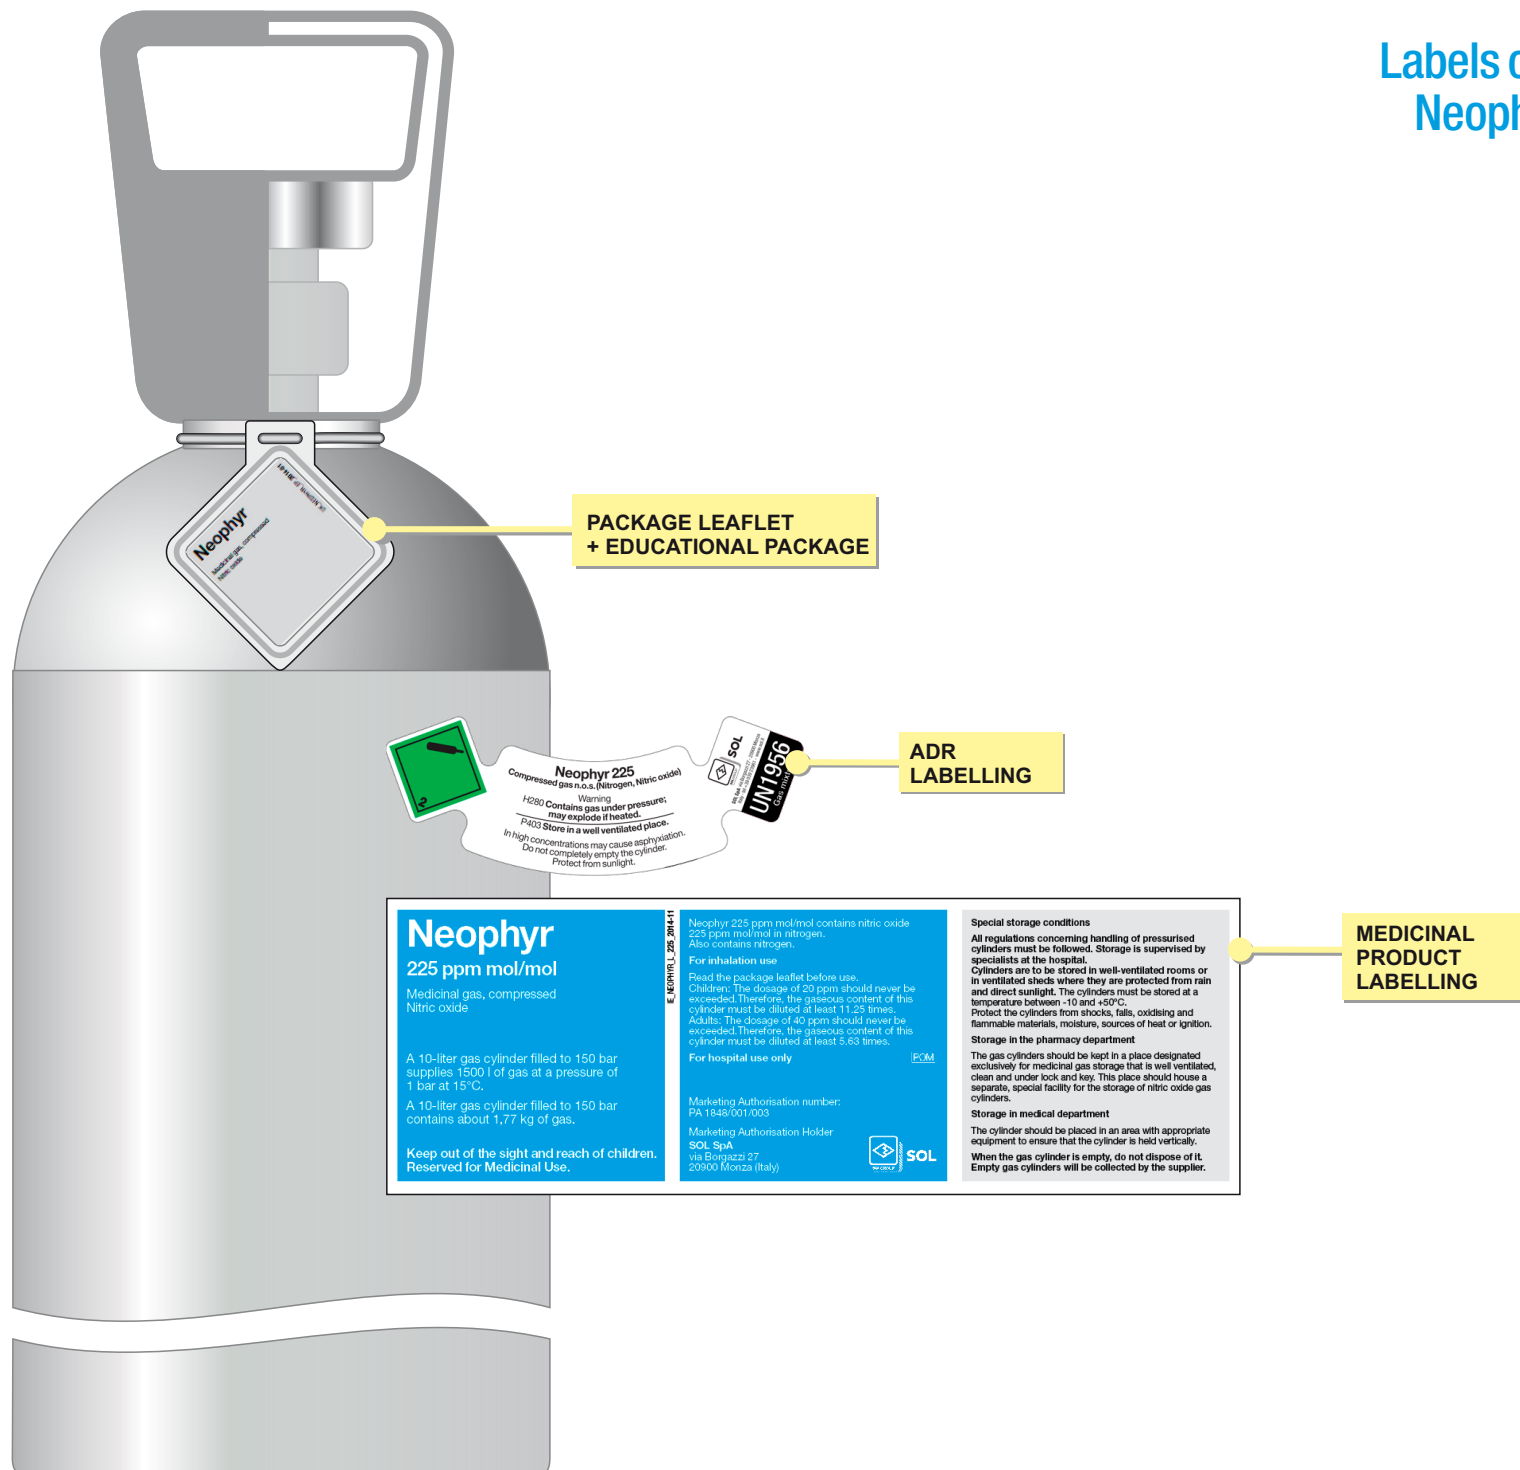 Labels
Neoph
Neophyr
Medicinal gas, compressed
Nitric oxide
PACKAGE LEAFLET
+ EDUCATIONAL PACKAGE
2
Neophyr 225
Compressed gas n.o.s.(Nitrogen, Nitric oxide)
Warning
H280 Contains gas under pressure;
may explode if heated.
P403 Store in a well ventilated place.
In high concentrations may cause asphyxiation.
Do not completely empty the cylinder.
Protect from sunlight.
SOL
UN1956
Gas mixt
ADR
LABELLING
Neophyr
225 ppm mol/mol
Medicinal gas, compressed
Nitric oxide
A 10-liter gas cylinder filled to 150 bar
supplies 1500 l of gas at a pressure of
1 bar at 15°C.
A 10-liter gas cylinder filled to 150 bar
contains about 1,77 kg of gas.
Keep out of the sight and reach of children.
Reserved for Medicinal Use.
IE_NEOPHYR_L_225_2014-11
Neophyr 225 ppm mol/mol contains nitric oxide
225 ppm mol/mol in nitrogen.
Also contains nitrogen.
For inhalation use
Read the package leaflet before use.
Children: The dosage of 20 ppm should never be
exceeded.Therefore, the gaseous content of this
cylinder must be diluted at least 11.25 times.
Adults: The dosage of 40 ppm should never be
exceeded.Therefore, the gaseous content of this
cylinder must be diluted at least 5.63 times.
For hospital use only
POM
Marketing Authorisation number:
PA 1848/001/003
Marketing Authorisation Holder
SOL SpA
via Borgazzi 27
20900 Monza (Italy)
SOL
Special storage conditions
All regulations concerning handling of pressurised
cylinders must be followed. Storage is supervised by
specialists at the hospital.
Cylinders are to be stored in well-ventilated rooms or
in ventilated sheds where they are protected from rain
and direct sunlight. The cylinders must be stored at a
temperature between -10 and +50°C.
Protect the cylinders from shocks, falls, oxidising and
flammable materials, moisture, sources of heat or ignition.
Storage in the pharmacy department
The gas cylinders should be kept in a place designated
exclusively for medicinal gas storage that is well ventilated,
clean and under lock and key. This place should house a
separate, special facility for the storage of nitric oxide gas
cylinders.
Storage in medical department
The cylinder should be placed in an area with appropriate
equipment to ensure that the cylinder is held vertically.
When the gas cylinder is empty, do not dispose of it.
Empty gas cylinders will be collected by the supplier.
MEDICINAL
PRODUCT
LABELLING